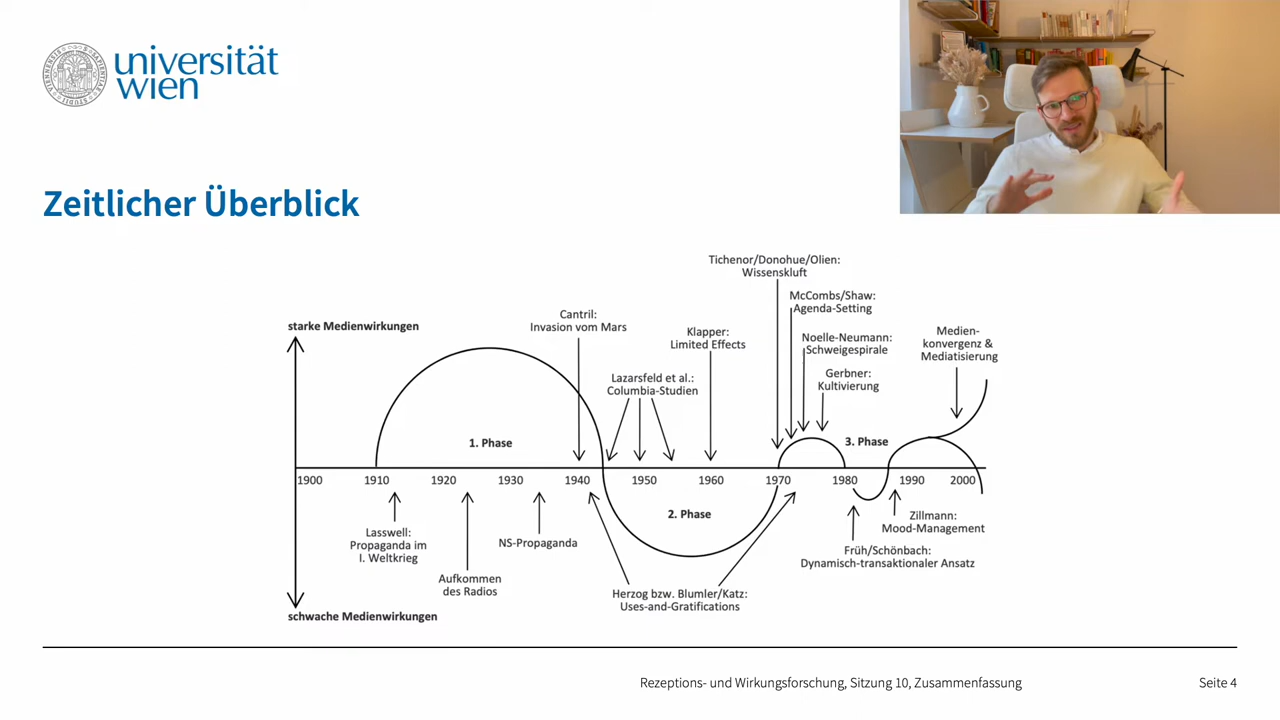 universität
wien
Zeitlicher Überblick
Tichenor/Donohue/Olien:
Wissenskluft
McCombs/Shaw:
Agenda-Setting
Cantril:
Invasion vom Mars
starke Medienwirkungen
Klapper:
Limited Effects
Noelle-Neumann:
Schweigespirale
Medien-
konvergenz &
Mediatisierung
Lazarsfeld et al.:
Columbia-Studien
Gerbner:
Kultivierung
1. Phase
3. Phase
1900 1910 1920 1930 1940 1950 1960 1970 1980 1990 2000
2. Phase
Lasswell:
Propaganda im
I. Weltkrieg
NS-Propaganda
Zillmann:
Mood-Management
Früh/Schönbach:
Dynamisch-transaktionaler Ansatz
Aufkommen
des Radios
Herzog bzw. Blumler/Katz:
Uses-and-Gratifications
schwache Medienwirkungen
Rezeptions- und Wirkungsforschung, Sitzung 10, Zusammenfassung
Seite 4